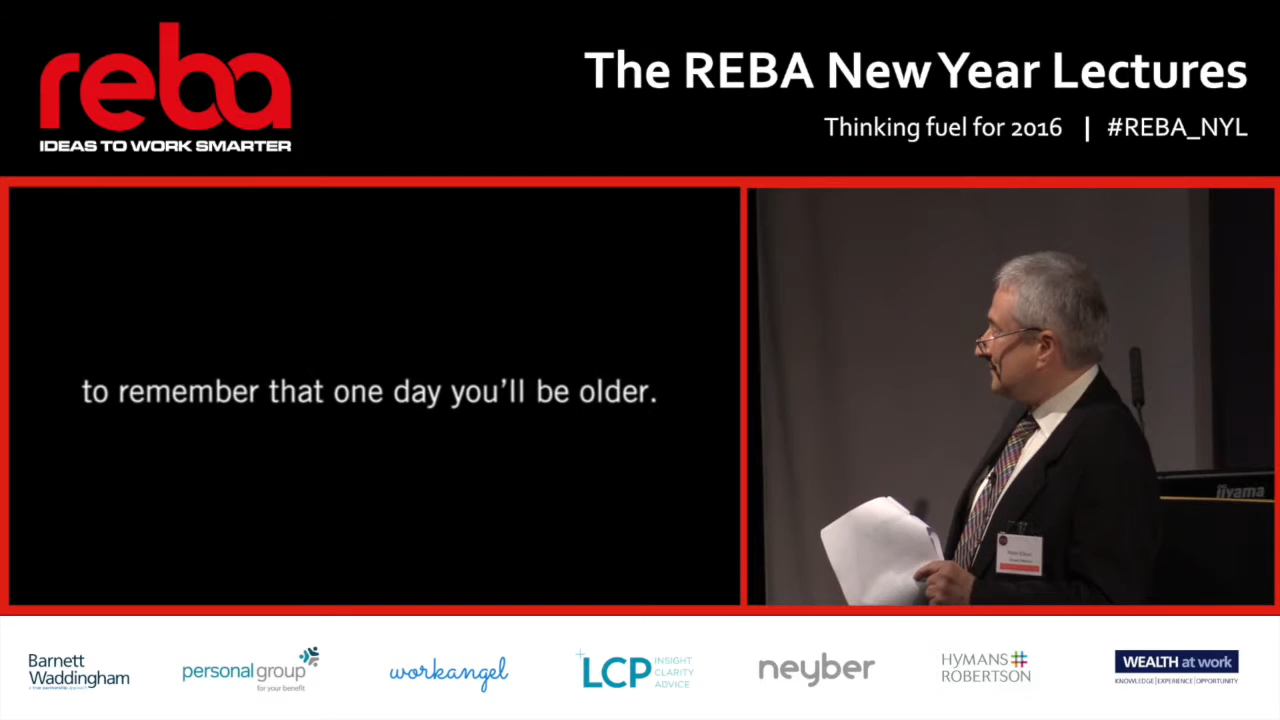 reba
IDEAS TO WORK SMARTER
The REBA New Year Lectures
Thinking fuel for 2016 | #REBA_NYL
to remember that one day you'll be older.
iiyama
Barnett
Waddingham
personal group
for your benefit
workangel
LCP INSIGHT
CLARITY
ADVICE
neyber
HYMANS
ROBERTSON
WEALTH at work
KNOWLEDGE | EXPERIENCE | OPPORTUNITY